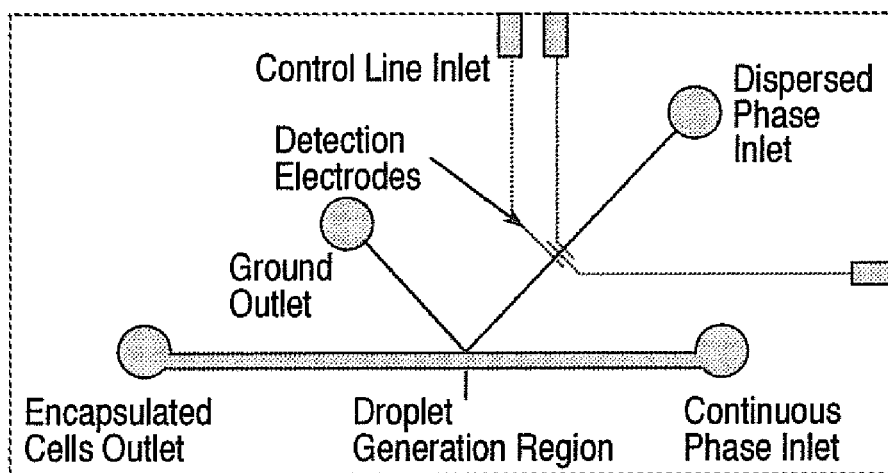 Control Line Inlet
Dispersed
Phase
Inlet
Detection
Electrodes
Ground
Outlet
Encapsulated
Cells Outlet
Droplet
Generation Region
Continuous
Phase Inlet